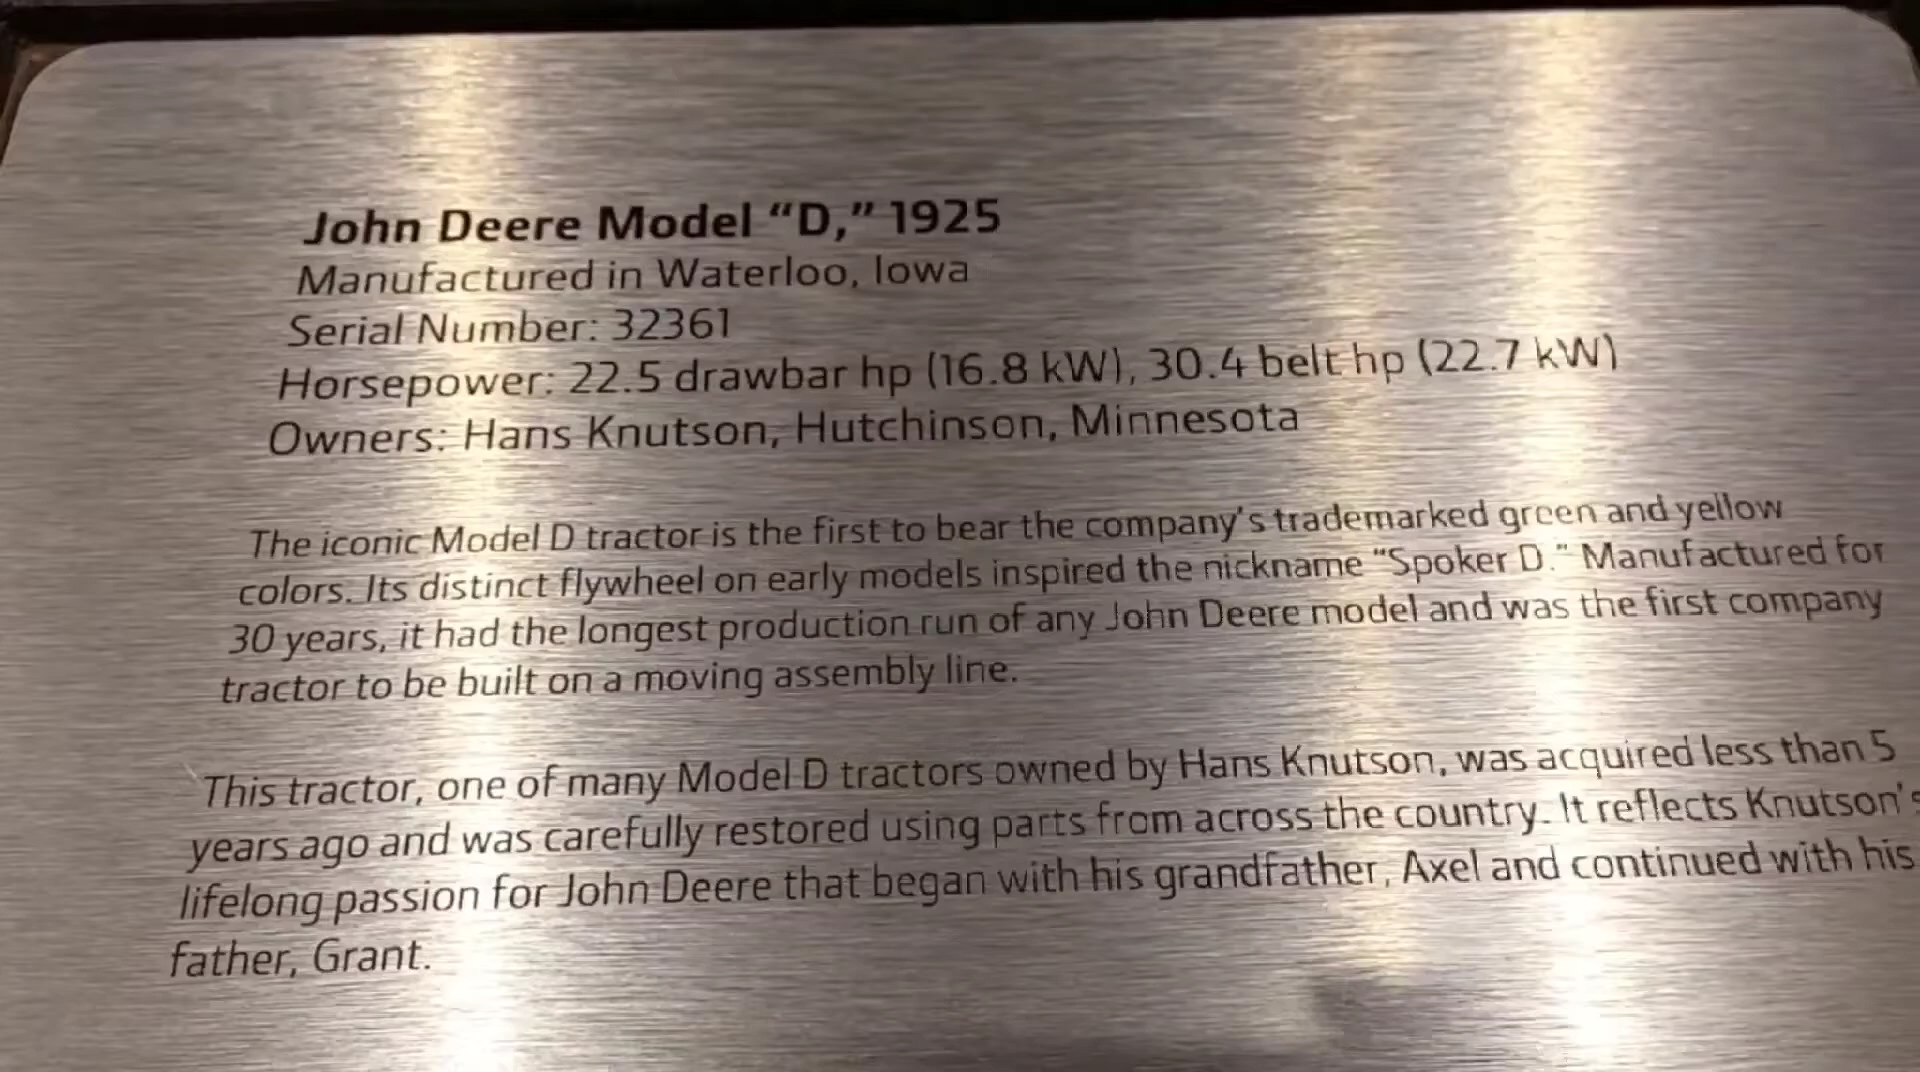 John Deere Model “D,” 1925
Manufactured in Waterloo, Iowa
Serial Number: 32361
Horsepower: 22.5 drawbar hp (16.8 kW), 30.4 belt hp (22.7 kW)
Owners: Hans Knutson, Hutchinson, Minnesota
The iconic Model D tractor is the first to bear the company's trademarked green and yellow
colors. Its distinct flywheel on early models inspired the nickname “Spoker D.” Manufactured for
30 years, it had the longest production run of any John Deere model and was the first company
tractor to be built on a moving assembly line.
This tractor, one of many Model D tractors owned by Hans Knutson, was acquired less than 5
years ago and was carefully restored using parts from across the country. It reflects Knutson's
lifelong passion for John Deere that began with his grandfather, Axel and continued with his
father, Grant.